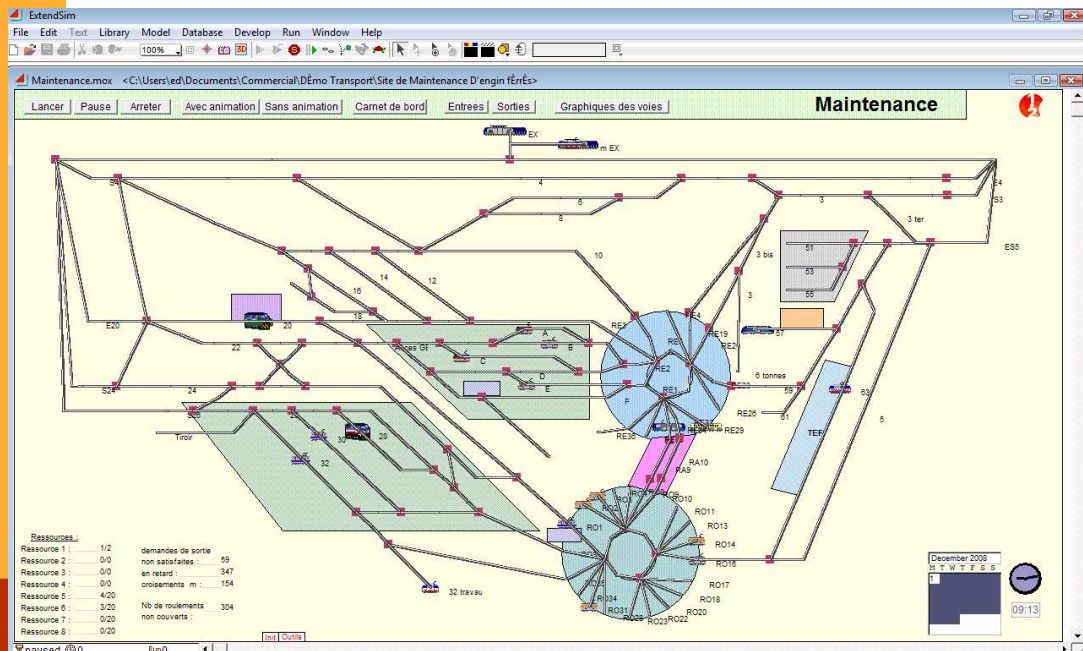 ExtendSim
File Edit Text Library Model Database Develop Run Window Help
100%
3D
Maintenance.mox <C:\Users\ed\Documents\Commercial\DÉmo Transport\Site de Maintenance D'engin fÉrrÉs>
Lancer Pause Arreter Avec animation Sans animation Carnet de bord Entrees Sorties Graphiques des voies
Maintenance
EX
m EX
S4
4
E4
6
8
3
S3
3 ter
ES5
10
3 bis
51
53
55
14
12
16
18
3
E20
20
RE3
RE4
RE19
57
22
A
B
C
D
E
F
RE2
RE1
6 tonnes
S24
24
59
63
61
RE26
5
TEF
Tiroir
30
28
32
RE36
RE29
RA10
RA9
RO1
RO2
RO9
RO10
RO11
RO13
RO14
RO16
RO17
RO18
RO20
RO22
RO23
RO31
RO34
32 travau
Ressources :
Ressource 1 : 1/2
Ressource 2 : 0/0
Ressource 3 : 0/0
Ressource 4 : 0/0
Ressource 5 : 4/20
Ressource 6 : 3/20
Ressource 7 : 0/20
Ressource 8 : 0/20
demandes de sortie
non satisfaites : 59
en retard : 347
croisements m : 154
Nb de roulements 304
non couverts :
Init Outils
December 2008
M T W T F S S
1
09:13
paused 0 Run0